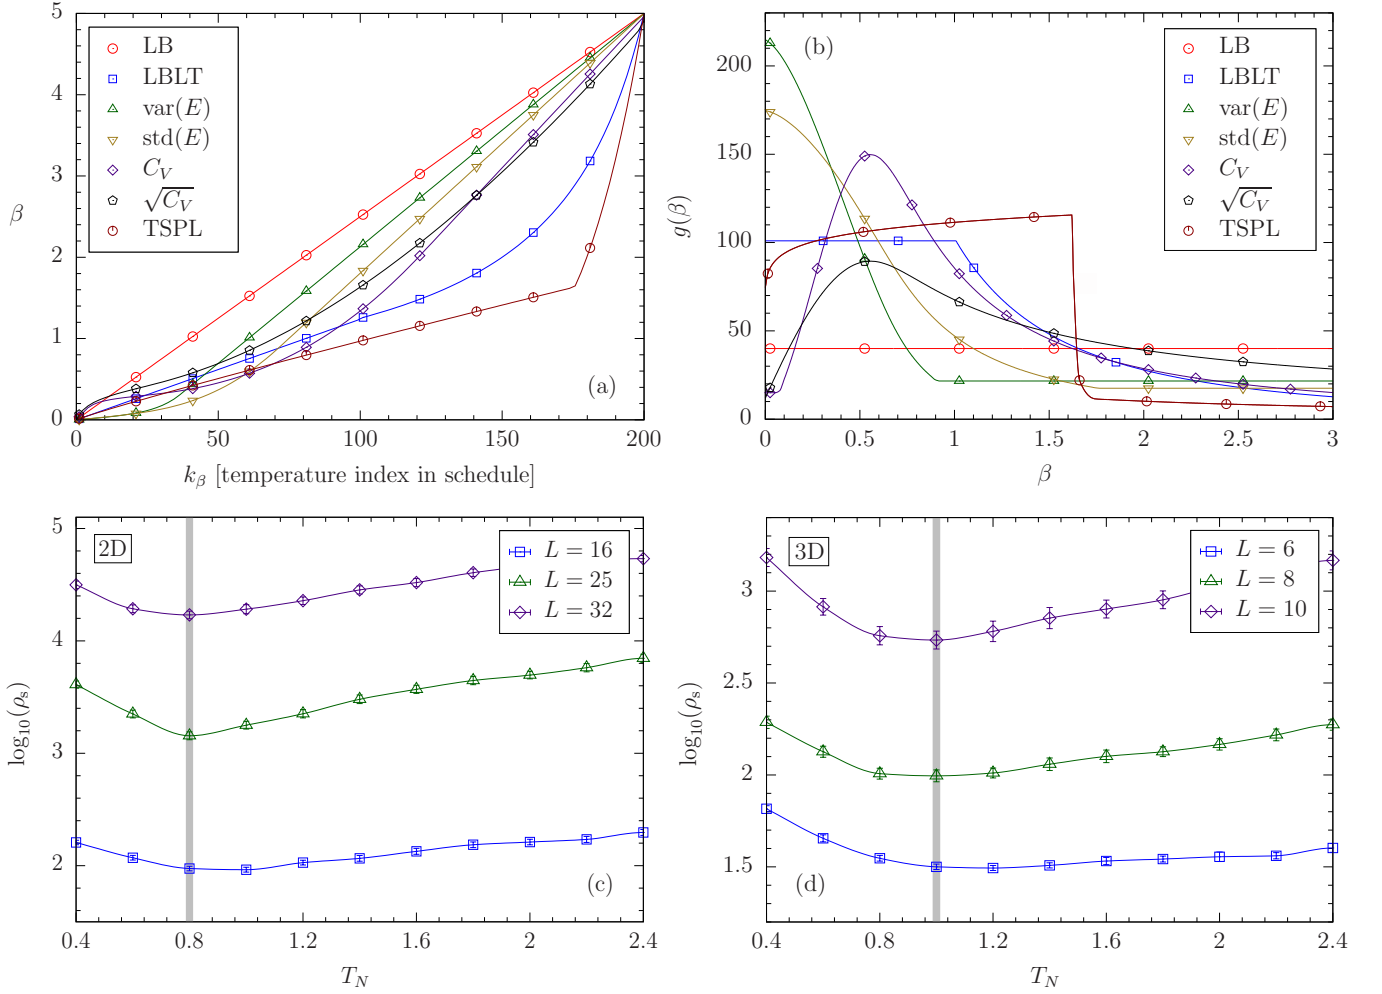 5
4
3
2
1
0
β
LB
LBLT
var(E)
std(E)
C_V
√C_V
TSPL
(a)
0 50 100 150 200
k_β [temperature index in schedule]
200
150
100
50
0
g(β)
(b)
LB
LBLT
var(E)
std(E)
C_V
√C_V
TSPL
0 0.5 1 1.5 2 2.5 3
β
5
4
3
2
log₁₀(ρₛ)
2D
L = 16
L = 25
L = 32
(c)
0.4 0.8 1.2 1.6 2 2.4
T_N
3
2.5
2
1.5
log₁₀(ρₛ)
3D
L = 6
L = 8
L = 10
(d)
0.4 0.8 1.2 1.6 2 2.4
T_N